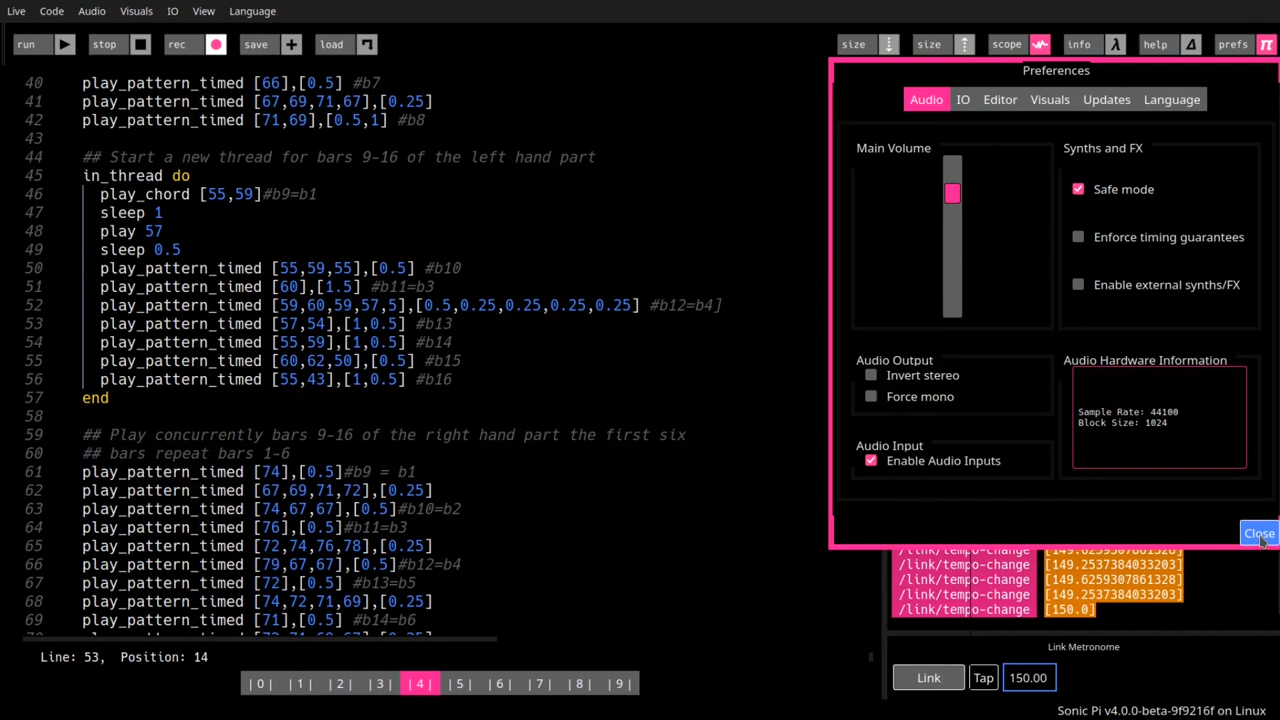 Live Code Audio Visuals IO View Language
run stop rec save + load size size scope info λ help Δ prefs π
40 play_pattern_timed [66],[0.5] #b7
41 play_pattern_timed [67,69,71,67],[0.25]
42 play_pattern_timed [71,69],[0.5,1] #b8
43
44 ## Start a new thread for bars 9-16 of the left hand part
45 in_thread do
46 play_chord [55,59]#b9=b1
47 sleep 1
48 play 57
49 sleep 0.5
50 play_pattern_timed [55,59,55],[0.5] #b10
51 play_pattern_timed [60],[1.5] #b11=b3
52 play_pattern_timed [59,60,59,57,5],[0.5,0.25,0.25,0.25,0.25] #b12=b4]
53 play_pattern_timed [57,54],[1,0.5] #b13
54 play_pattern_timed [55,59],[1,0.5] #b14
55 play_pattern_timed [60,62,50],[0.5] #b15
56 play_pattern_timed [55,43],[1,0.5] #b16
57 end
58
59 ## Play concurrently bars 9-16 of the right hand part the first six
60 ## bars repeat bars 1-6
61 play_pattern_timed [74],[0.5]#b9 = b1
62 play_pattern_timed [67,69,71,72],[0.25]
63 play_pattern_timed [74,67,67],[0.5]#b10=b2
64 play_pattern_timed [76],[0.5] #b11=b3
65 play_pattern_timed [72,74,76,78],[0.25]
66 play_pattern_timed [79,67,67],[0.5]#b12=b4
67 play_pattern_timed [72],[0.5] #b13=b5
68 play_pattern_timed [74,72,71,69],[0.25]
69 play_pattern_timed [71],[0.5] #b14=b6
Line: 53, Position: 14
|0| |1| |2| |3| |4| |5| |6| |7| |8| |9|
Preferences
Audio IO Editor Visuals Updates Language
Main Volume
Synths and FX
Safe mode
Enforce timing guarantees
Enable external synths/FX
Audio Output
Invert stereo
Force mono
Audio Hardware Information
Sample Rate: 44100
Block Size: 1024
Audio Input
Enable Audio Inputs
Close
/link/tempo-change [149.6259307861328]
/link/tempo-change [149.2537384033203]
/link/tempo-change [149.6259307861328]
/link/tempo-change [149.2537384033203]
/link/tempo-change [150.0]
Link Metronome
Link Tap 150.00
Sonic Pi v4.0.0-beta-9f9216f on Linux